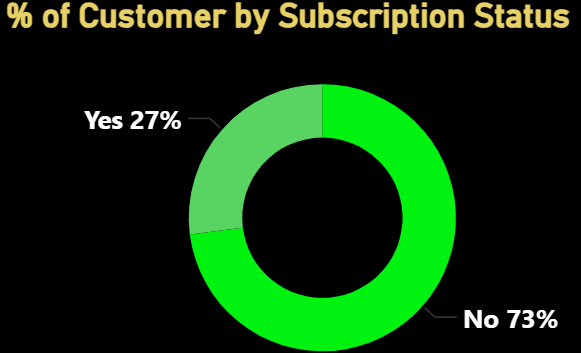 % of Customer by Subscription Status
Yes 27%
No 73%